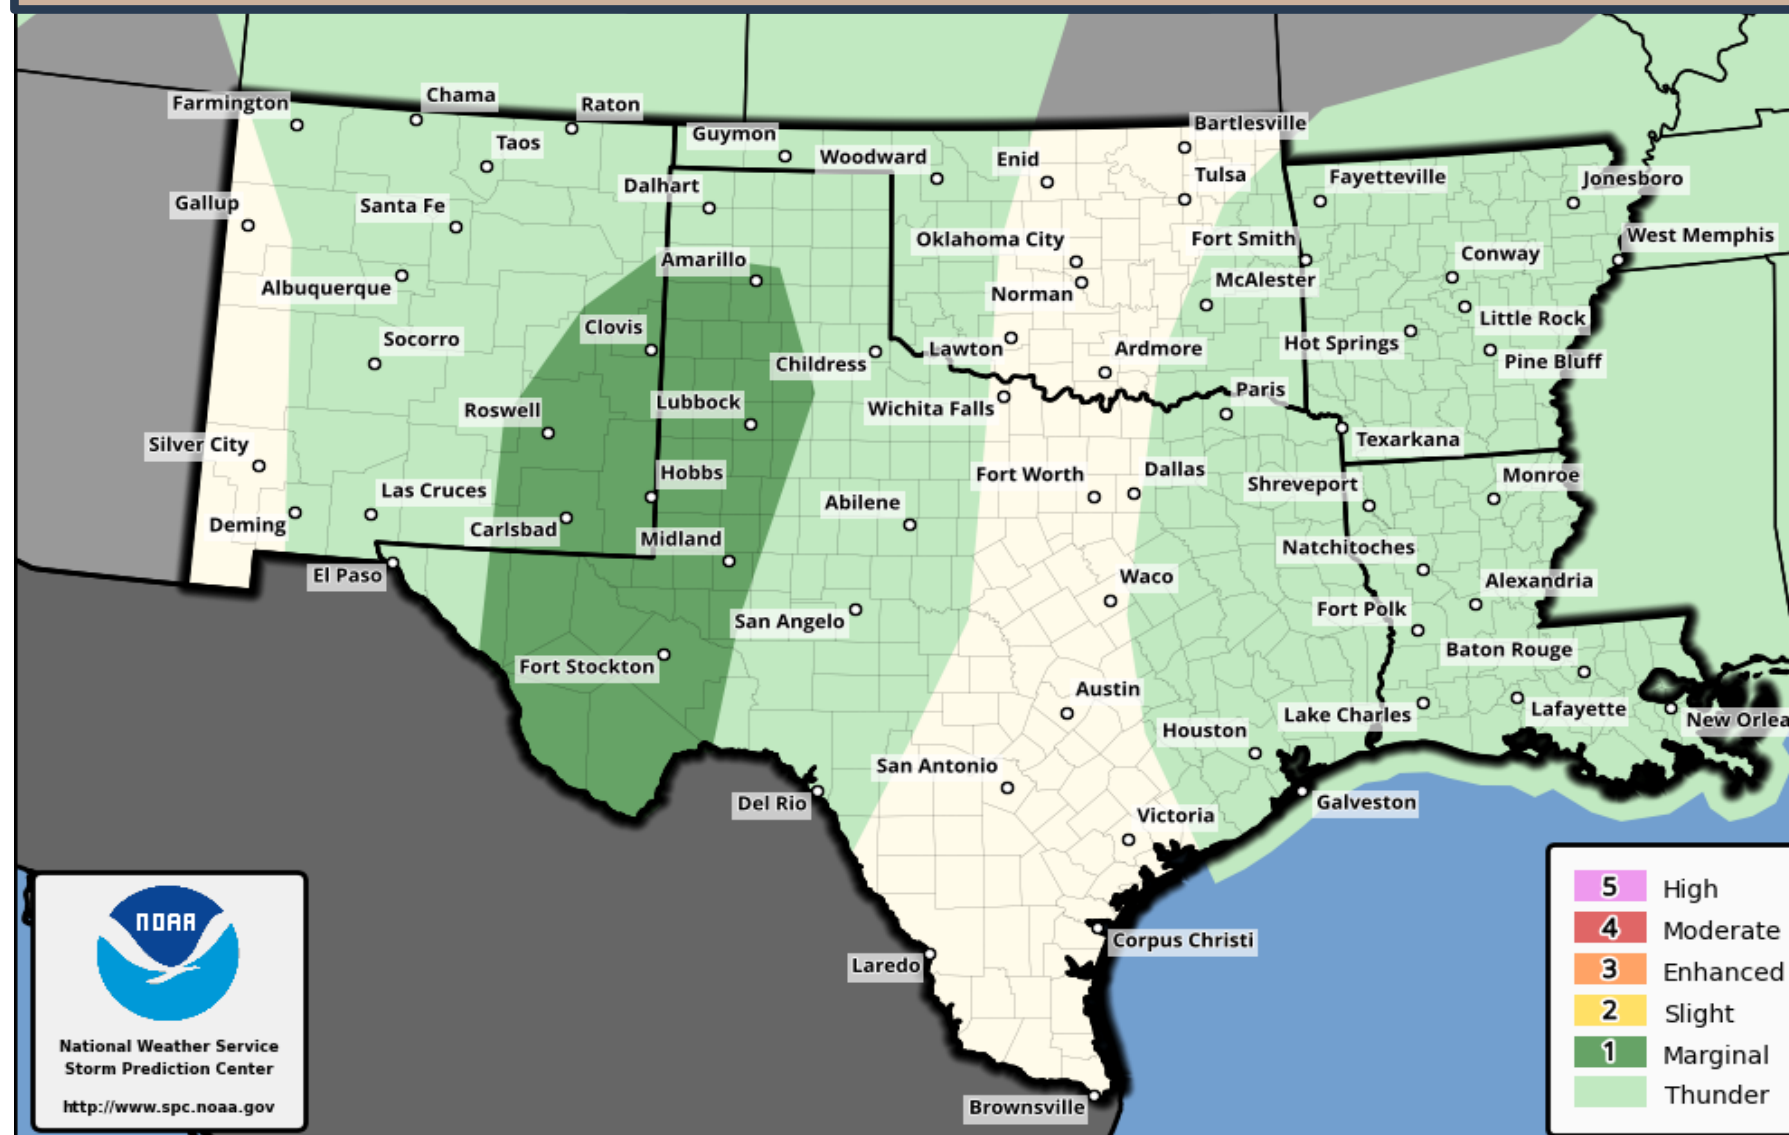 Farmington
Chama
Raton
Taos
Guymon
Woodward
Enid
Bartlesville
Tulsa
Fayetteville
Jonesboro
Dalhart
Gallup
Santa Fe
Oklahoma City
Fort Smith
West Memphis
Amarillo
Conway
Albuquerque
Norman
McAlester
Little Rock
Clovis
Socorro
Childress
Lawton
Ardmore
Hot Springs
Pine Bluff
Paris
Roswell
Lubbock
Wichita Falls
Texarkana
Silver City
Hobbs
Fort Worth
Dallas
Shreveport
Monroe
Las Cruces
Abilene
Deming
Carlsbad
Midland
Natchitoches
El Paso
Waco
Alexandria
San Angelo
Fort Polk
Fort Stockton
Baton Rouge
Austin
Lake Charles
Lafayette
New Orlea
Houston
San Antonio
Del Rio
Galveston
Victoria
Corpus Christi
Laredo
Brownsville
NOAA
National Weather Service
Storm Prediction Center
http://www.spc.noaa.gov
5 High
4 Moderate
3 Enhanced
2 Slight
1 Marginal
Thunder